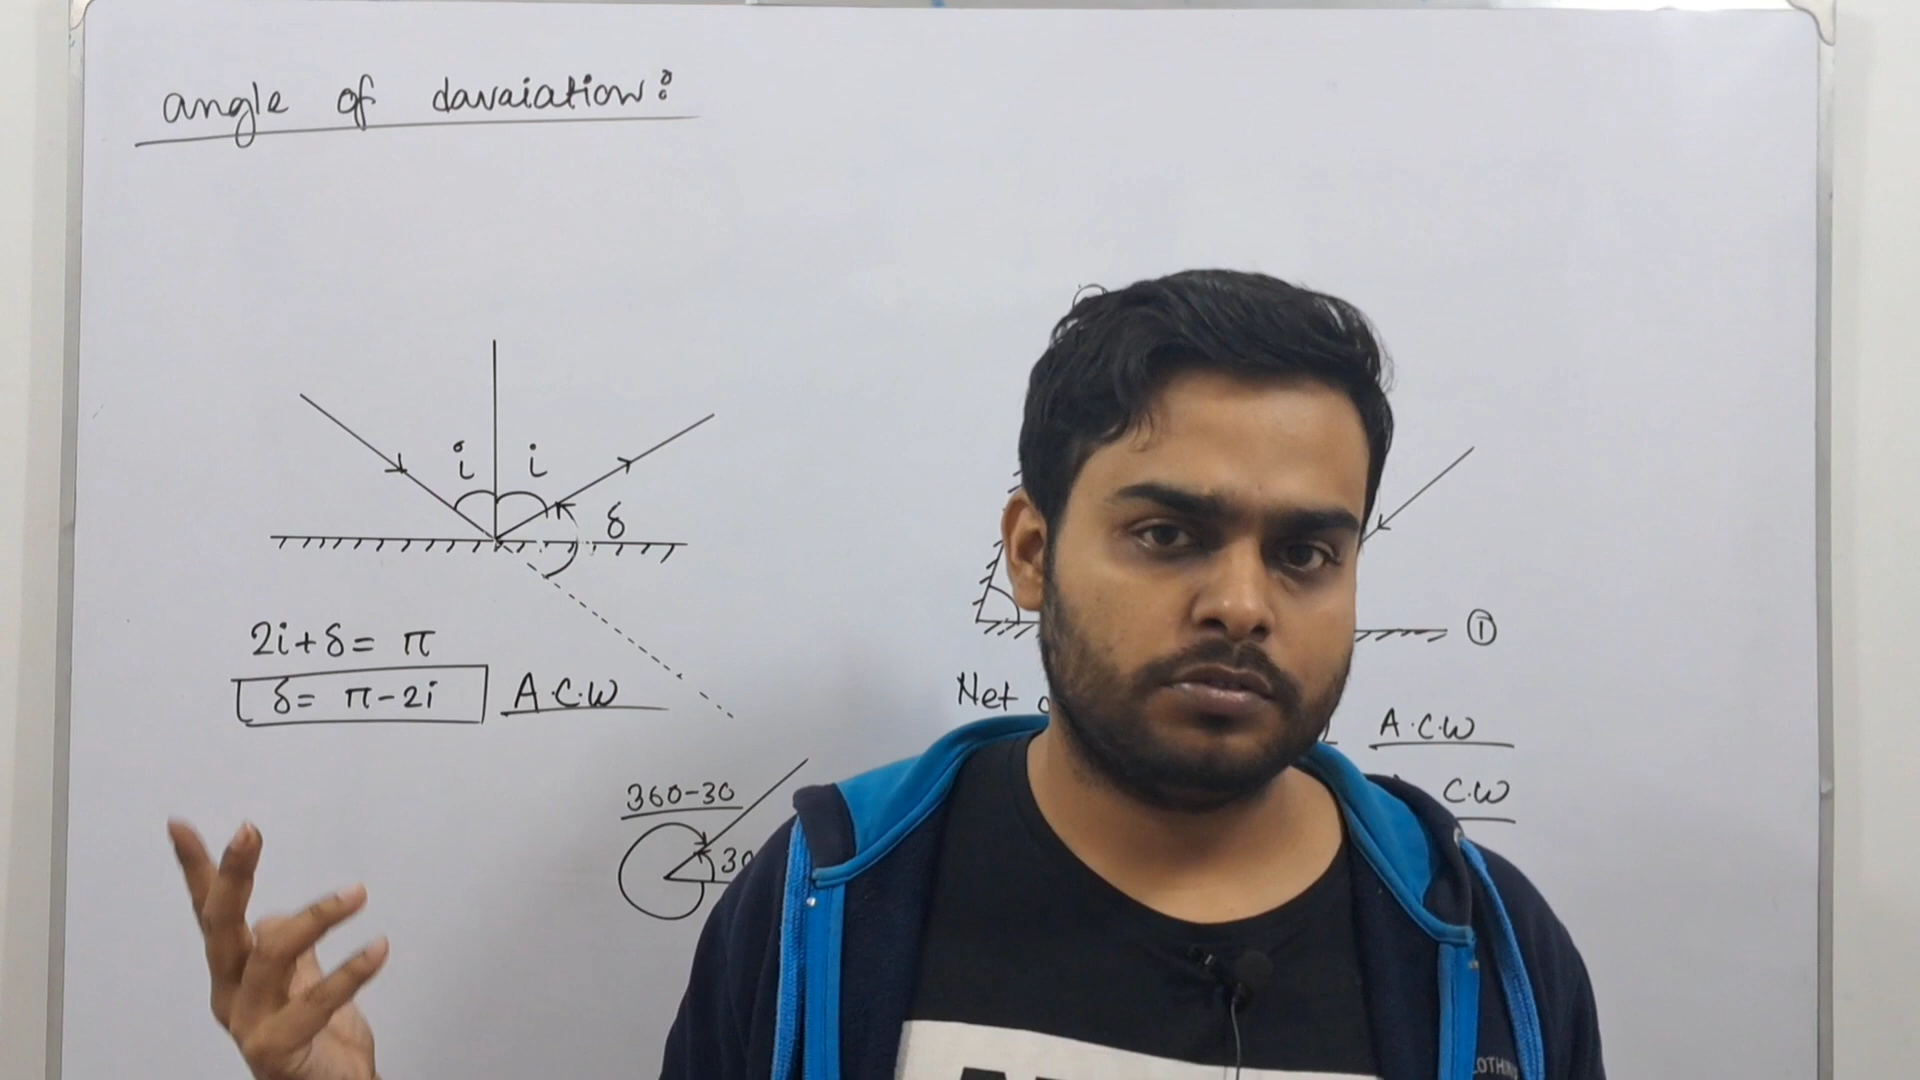 angle of davaiation:
i i
δ
2i+δ= π
δ= π-2i A.C.W
360-30
30
①
Net
A.C.W
C.W